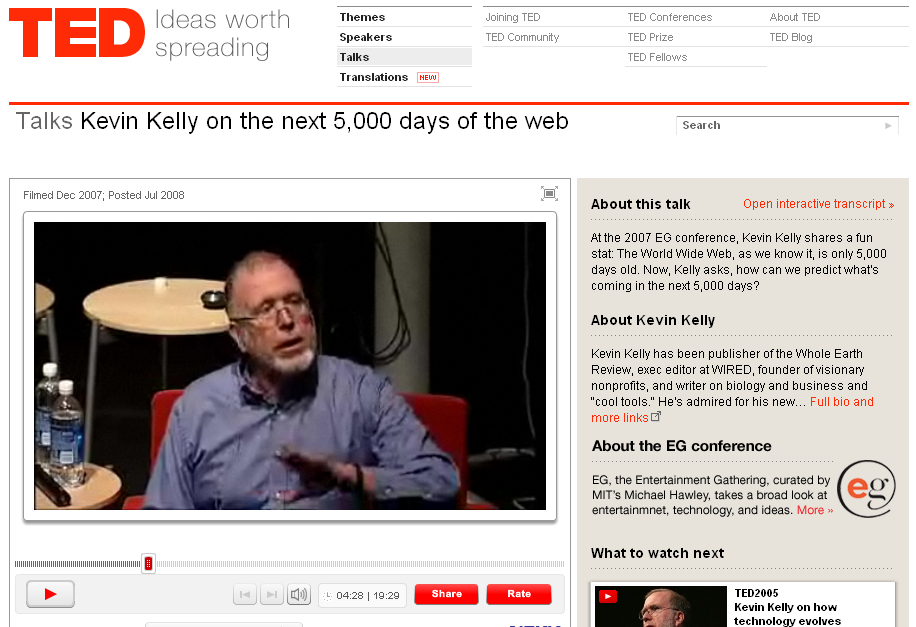 TED Ideas worth
spreading
Themes
Speakers
Talks
Translations NEW
Joining TED
TED Community
TED Conferences
TED Prize
TED Fellows
About TED
TED Blog
Talks Kevin Kelly on the next 5,000 days of the web
Search
Filmed Dec 2007; Posted Jul 2008
04:28 | 19:29
Share
Rate
About this talk
Open interactive transcript »
At the 2007 EG conference, Kevin Kelly shares a fun
stat: The World Wide Web, as we know it, is only 5,000
days old. Now, Kelly asks, how can we predict what's
coming in the next 5,000 days?
About Kevin Kelly
Kevin Kelly has been publisher of the Whole Earth
Review, exec editor at WIRED, founder of visionary
nonprofits, and writer on biology and business and
"cool tools." He's admired for his new... Full bio and
more links
About the EG conference
EG, the Entertainment Gathering, curated by
MIT's Michael Hawley, takes a broad look at
entertainmnet, technology, and ideas. More »
eg
What to watch next
TED2005
Kevin Kelly on how
technology evolves